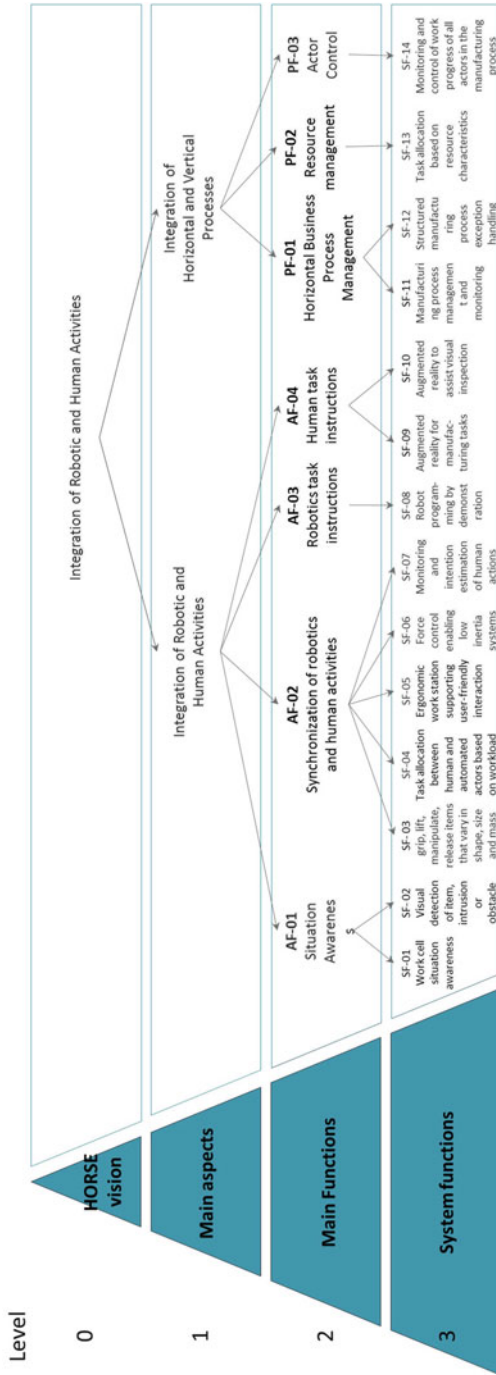 Level
0
HORSE
vision
Integration of Robotic and Human Activities
1
Main aspects
Integration of Robotic and
Human Activities
Integration of
Horizontal and Vertical
Processes
2
Main Functions
AF-01
Situation
Awarenes
s
AF-02
Synchronization of robotics
and human activities
AF-03
Robotics task
instructions
AF-04
Human task
instructions
PF-01
Horizontal Business
Process
Management
PF-02
Resource
management
PF-03
Actor
Control
3
System functions
SF-01
Work cell
situation
awareness
SF-02
Visual
detection
of item,
intrusion
or
obstacle
SF-03
grip, lift,
manipulate,
release items
that vary in
shape, size
and mass
SF-04
Task allocation
between
human and
automated
actors based
on workload
SF-05
Ergonomic
work station
supporting
user-friendly
interaction
SF-06
Force
control
enabling
low
inertia
systems
SF-07
Monitoring
and
intention
estimation
of human
actions
SF-08
Robot
program-
ming by
demonst
ration
SF-09
Augmented
reality for
manufac-
turing tasks
SF-10
Augmented
reality to
assist visual
inspection
SF-11
Manufacturi
ng process
managemen
t and
monitoring
SF-12
Structured
manufactu
ring
process
exception
handling
SF-13
Task allocation
based on
resource
characteristics
SF-14
Monitoring and
control of work
progress of all
actors in the
manufacturing
process